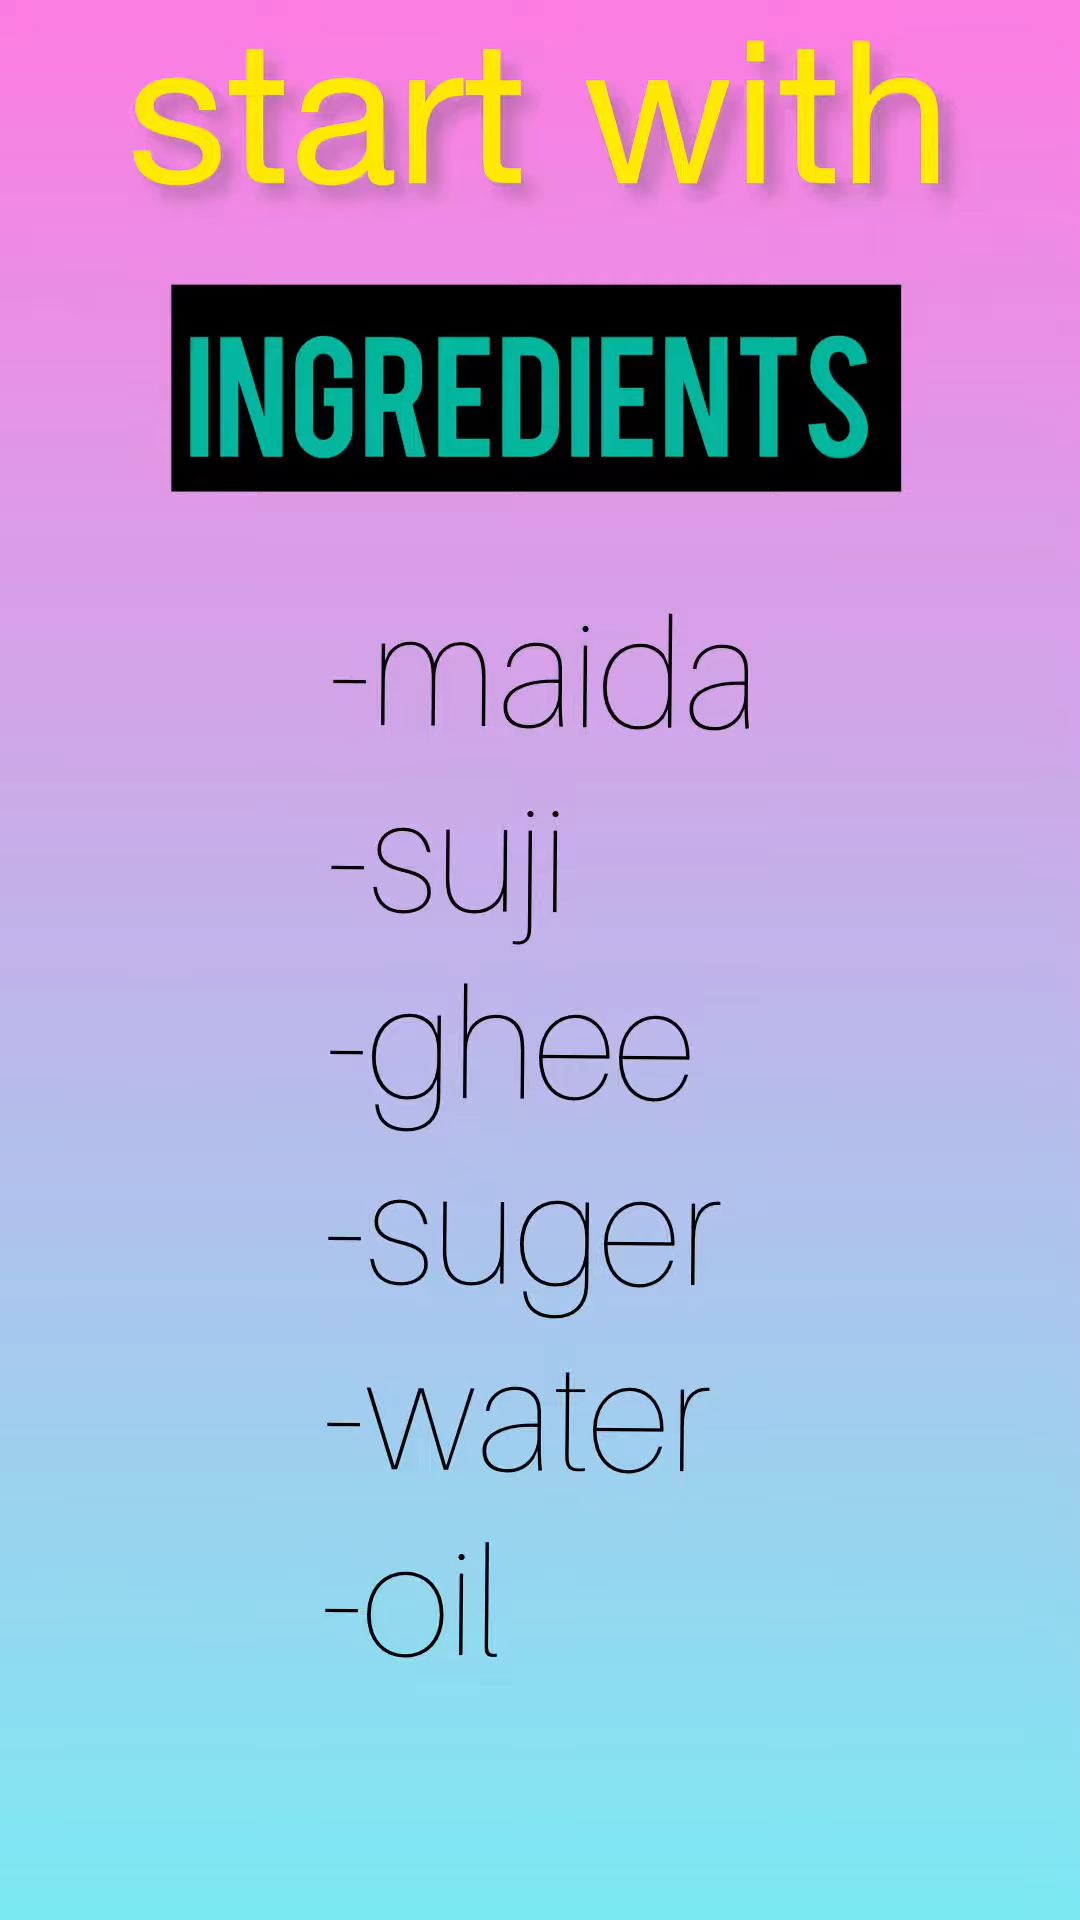 start with
INGREDIENTS
-maida
-suji
-ghee
-suger
-water
-oil